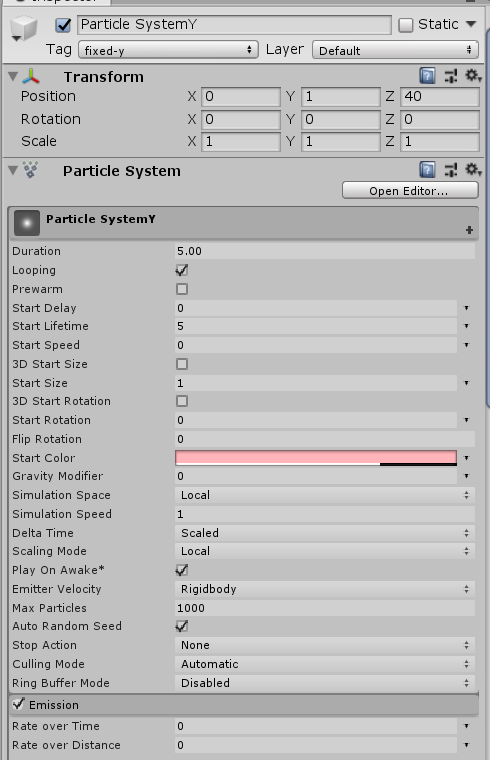 Inspector
Particle SystemY Static
Tag fixed-y Layer Default
Transform
Position X 0 Y 1 Z 40
Rotation X 0 Y 0 Z 0
Scale X 1 Y 1 Z 1
Particle System
Open Editor...
Particle SystemY
Duration 5.00
Looping
Prewarm
Start Delay 0
Start Lifetime 5
Start Speed 0
3D Start Size
Start Size 1
3D Start Rotation
Start Rotation 0
Flip Rotation 0
Start Color
Gravity Modifier 0
Simulation Space Local
Simulation Speed 1
Delta Time Scaled
Scaling Mode Local
Play On Awake*
Emitter Velocity Rigidbody
Max Particles 1000
Auto Random Seed
Stop Action None
Culling Mode Automatic
Ring Buffer Mode Disabled
Emission
Rate over Time 0
Rate over Distance 0